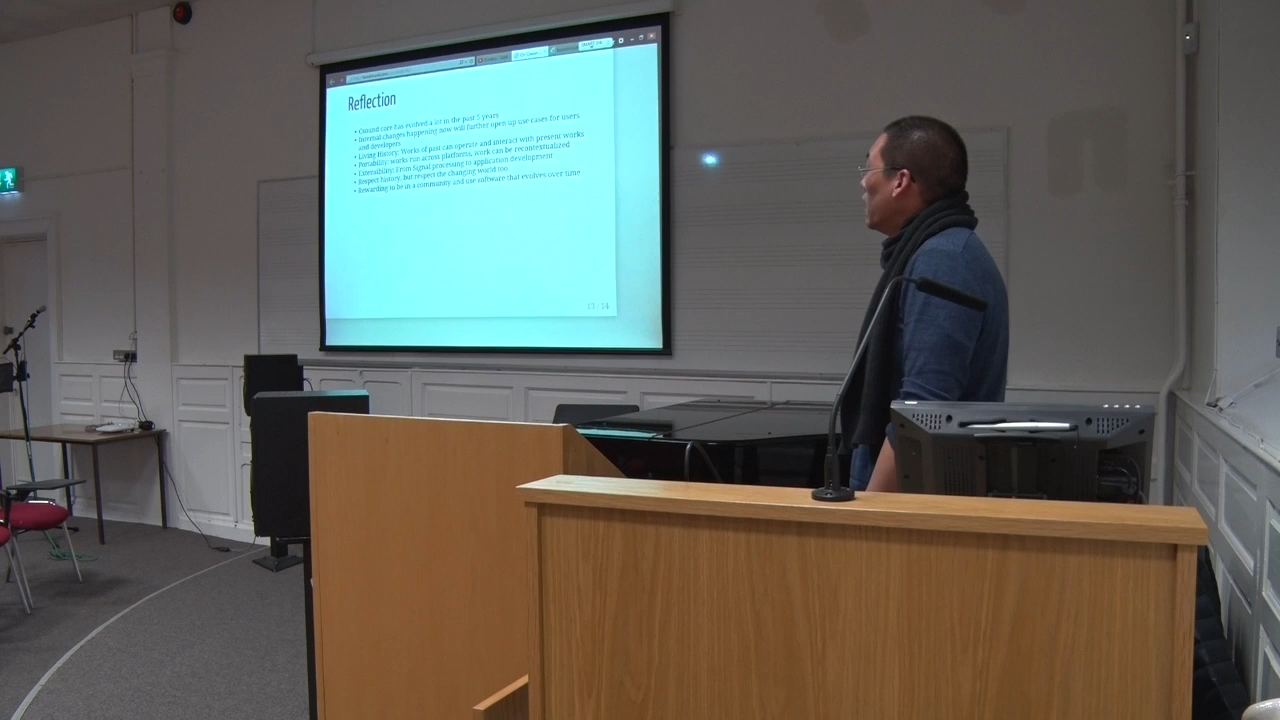 Reflection
• Csound core has evolved a lot in the past 5 years
• Internal changes happening now will further open up use cases for users
and developers
• Living History: Works of past can operate and interact with present works
• Portability: works run across platforms, work can be recontextualized
• Extensibility: From Signal processing to application development
• Respect history, but respect the changing world too
• Rewarding to be in a community and use software that evolves over time
13 / 14